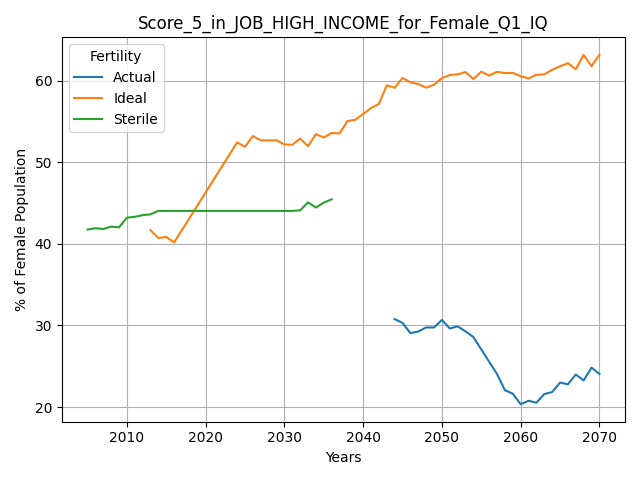 Score_5_in_JOB_HIGH_INCOME_for_Female_Q1_IQ
Fertility
Actual
Ideal
Sterile
% of Female Population
60
50
40
30
20
2010 2020 2030 2040 2050 2060 2070
Years